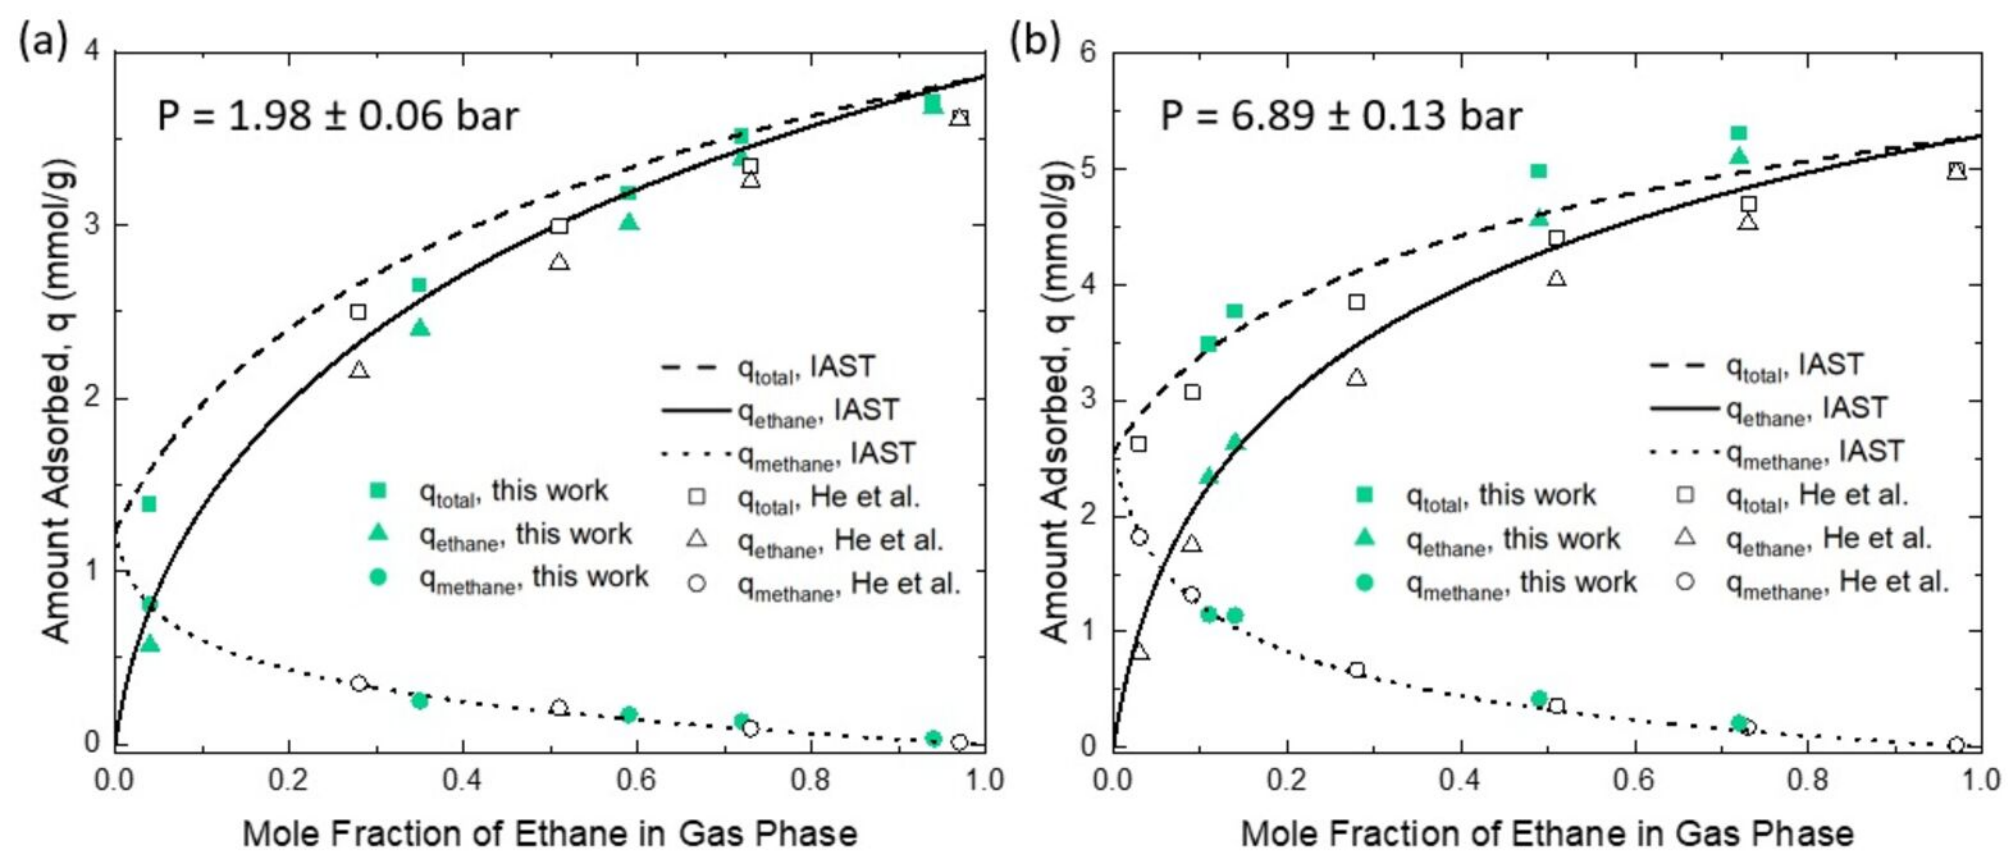 (a)
P = 1.98 ± 0.06 bar
Amount Adsorbed, q (mmol/g)
4
3
2
1
0
q_total, IAST
q_ethane, IAST
q_methane, IAST
q_total, this work
q_ethane, this work
q_methane, this work
q_total, He et al.
q_ethane, He et al.
q_methane, He et al.
0.0 0.2 0.4 0.6 0.8 1.0
Mole Fraction of Ethane in Gas Phase
(b)
P = 6.89 ± 0.13 bar
Amount Adsorbed, q (mmol/g)
6
5
4
3
2
1
0
q_total, IAST
q_ethane, IAST
q_methane, IAST
q_total, this work
q_ethane, this work
q_methane, this work
q_total, He et al.
q_ethane, He et al.
q_methane, He et al.
0.0 0.2 0.4 0.6 0.8 1.0
Mole Fraction of Ethane in Gas Phase